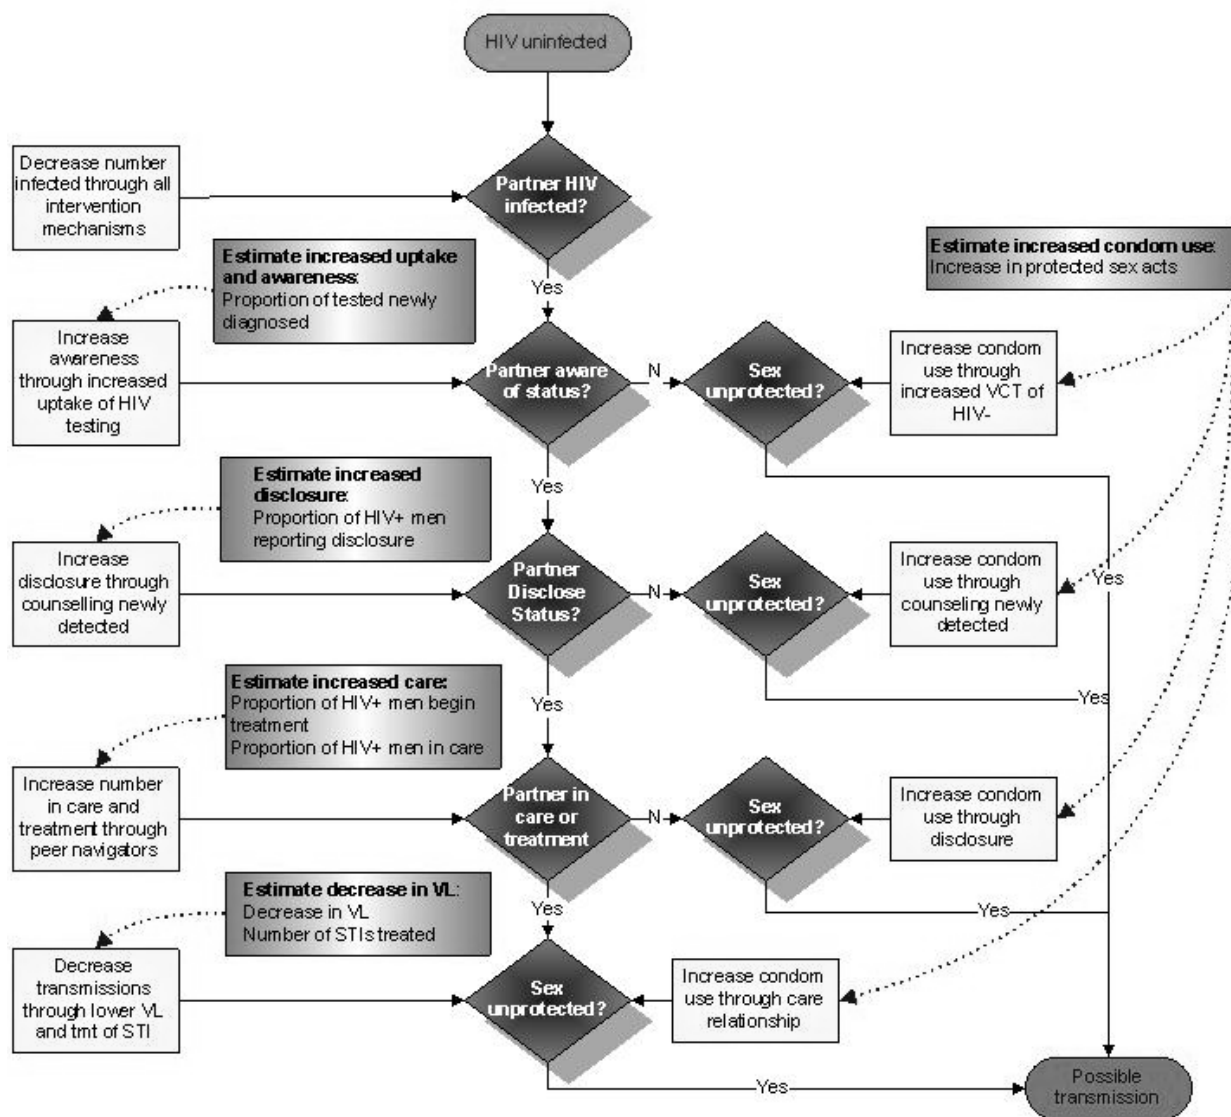 HIV uninfected
Decrease number
infected through all
intervention
mechanisms
Partner HIV
infected?
Estimate increased uptake
and awareness:
Proportion of tested newly
diagnosed
Estimate increased condom use:
Increase in protected sex acts
Yes
Increase
awareness
through increased
uptake of HIV
testing
Partner aware
of status?
N
Sex
unprotected?
Increase condom
use through
increased VCT of
HIV-
Yes
Estimate increased
disclosure:
Proportion of HIV+ men
reporting disclosure
Increase
disclosure through
counselling newly
detected
Partner
Disclose
Status?
N
Sex
unprotected?
Increase condom
use through
counseling newly
detected
Yes
Estimate increased care:
Proportion of HIV+ men begin
treatment
Proportion of HIV+ men in care
Yes
Yes
Increase number
in care and
treatment through
peer navigators
Partner in
care or
treatment
N
Sex
unprotected?
Increase condom
use through
disclosure
Estimate decrease in VL:
Decrease in VL
Number of STIs treated
Yes
Yes
Decrease
transmissions
through lower VL
and tmt of STI
Sex
unprotected?
Increase condom
use through care
relationship
Yes
Possible
transmission